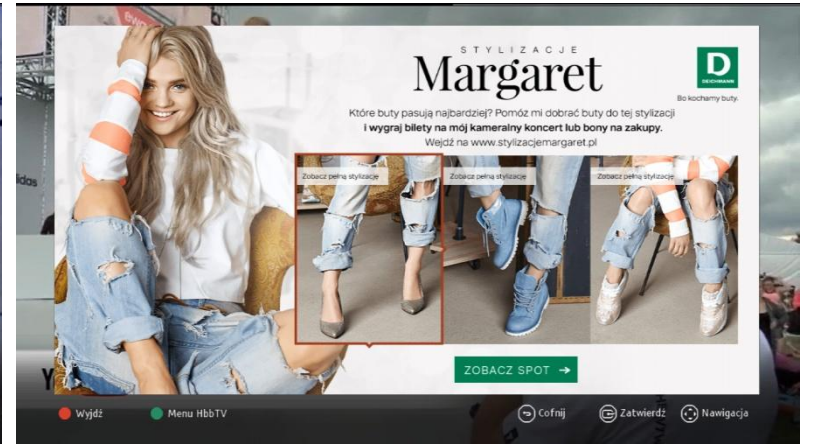 STYLIZACJE
Margaret
DEICHMANN
Bo kochamy buty.
Które buty pasują najbardziej? Pomóż mi dobrać buty do tej stylizacji
i wygraj bilety na mój kameralny koncert lub bony na zakupy.
Wejdź na www.stylizacjemargaret.pl
Zobacz pełną stylizację
Zobacz pełną stylizację
Zobacz pełną stylizację
ZOBACZ SPOT →
Wyjdź
Menu HbbTV
Cofnij
Zatwierdź
Nawigacja
didas
Y